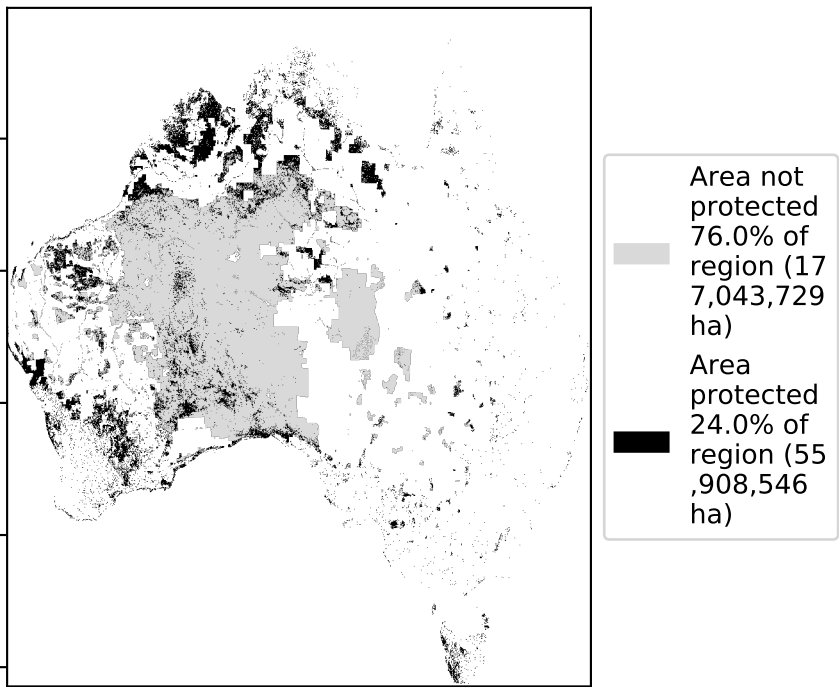 Area not
protected
76.0% of
region (17
7,043,729
ha)
Area
protected
24.0% of
region (55
,908,546
ha)